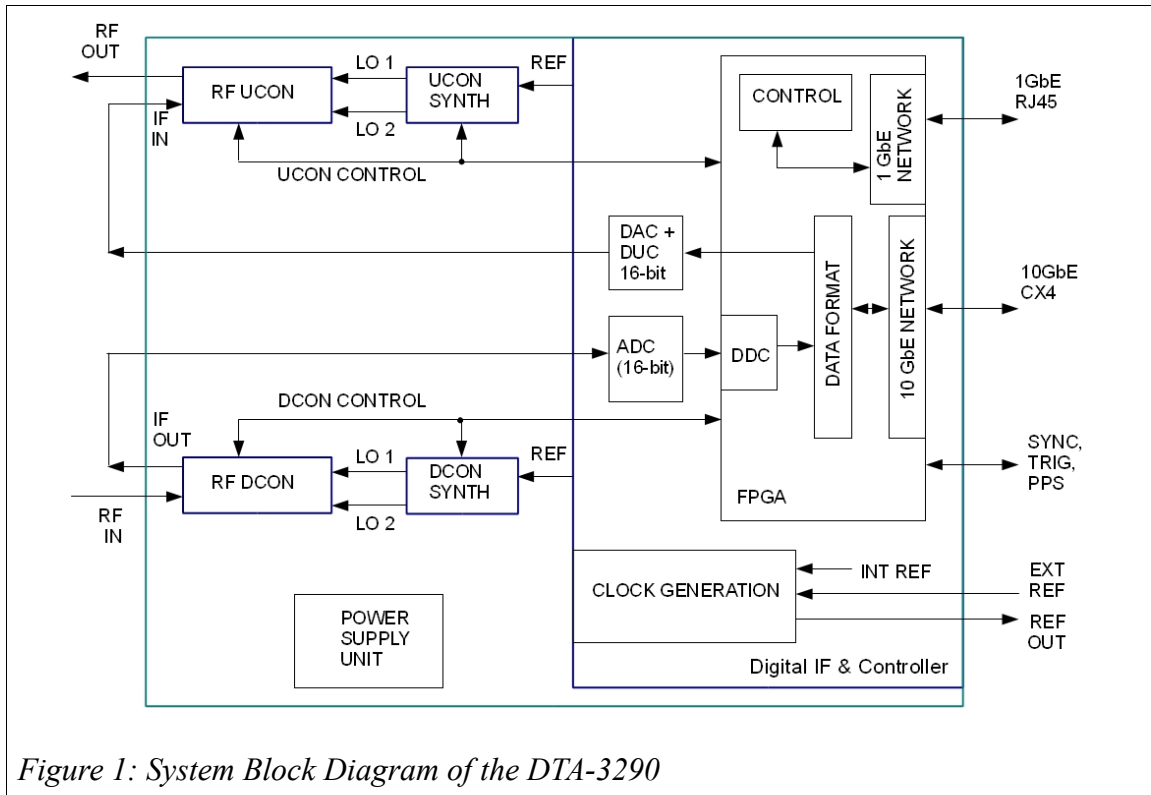 RF
OUT
RF UCON
LO 1
LO 2
UCON
SYNTH
REF
IF
IN
UCON CONTROL
CONTROL
1 GbE
NETWORK
1GbE
RJ45
DAC +
DUC
16-bit
DATA FORMAT
10 GbE NETWORK
10GbE
CX4
ADC
(16-bit)
DDC
DCON CONTROL
IF
OUT
RF DCON
LO 1
LO 2
DCON
SYNTH
REF
RF
IN
FPGA
SYNC,
TRIG,
PPS
CLOCK GENERATION
INT REF
EXT
REF
REF
OUT
POWER
SUPPLY
UNIT
Digital IF & Controller
Figure 1: System Block Diagram of the DTA-3290